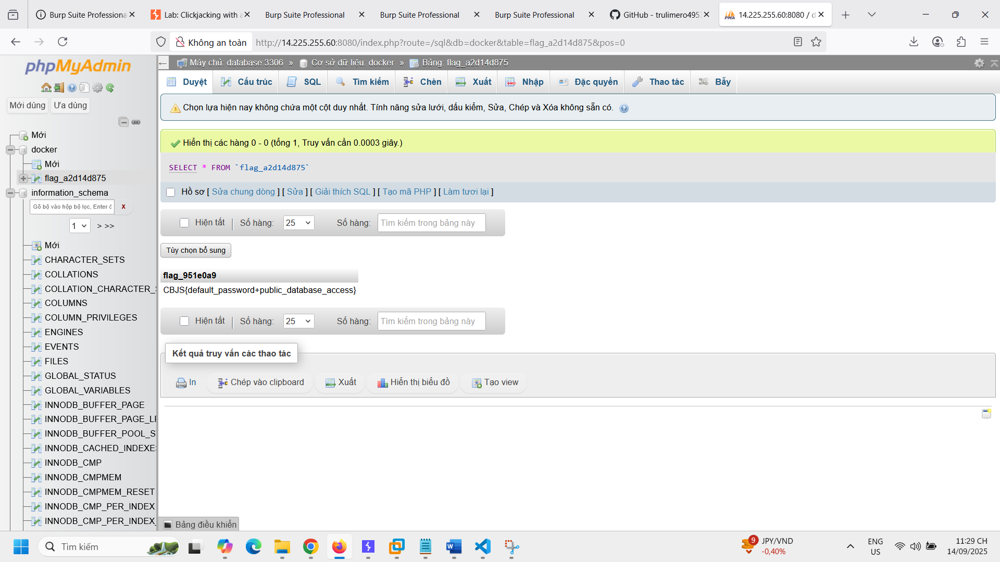 Burp Suite Professiona
Lab: Clickjacking with a
Burp Suite Professional
Burp Suite Professional
Burp Suite Professional
GitHub - trulimero495
14.225.255.60:8080 / d
Không an toàn
http://14.225.255.60:8080/index.php?route=/sql&db=docker&table=flag_a2d14d875&pos=0
phpMyAdmin
Mới dùng
Ưa dùng
Mới
docker
Mới
flag_a2d14d875
information_schema
Gõ bộ vào hộp bộ lọc, Enter đ
X
1
> >>
Mới
CHARACTER_SETS
COLLATIONS
COLLATION_CHARACTER_S
COLUMNS
COLUMN_PRIVILEGES
ENGINES
EVENTS
FILES
GLOBAL_STATUS
GLOBAL_VARIABLES
INNODB_BUFFER_PAGE
INNODB_BUFFER_PAGE_LR
INNODB_BUFFER_POOL_S
INNODB_CACHED_INDEXES
INNODB_CMP
INNODB_CMPMEM
INNODB_CMPMEM_RESET
INNODB_CMP_PER_INDEX
INNODB_CMP_PER_INDEX_
Máy chủ: database:3306 » Cơ sở dữ liệu: docker » Bảng: flag_a2d14d875
Duyệt
Cấu trúc
SQL
Tìm kiếm
Chèn
Xuất
Nhập
Đặc quyền
Thao tác
Bẫy
Chọn lựa hiện nay không chứa một cột duy nhất. Tính năng sửa lưới, dấu kiểm, Sửa, Chép và Xóa không sẵn có.
Hiển thị các hàng 0 - 0 (tổng 1, Truy vấn cần 0.0003 giây.)
SELECT * FROM `flag_a2d14d875`
Hồ sơ [ Sửa chung dòng ] [ Sửa ] [ Giải thích SQL ] [ Tạo mã PHP ] [ Làm tươi lại ]
Hiện tất
Số hàng:
25
Số hàng:
Tìm kiếm trong bảng này
Tùy chọn bổ sung
flag_951e0a9
CBJS{default_password+public_database_access}
Hiện tất
Số hàng:
25
Số hàng:
Tìm kiếm trong bảng này
Kết quả truy vấn các thao tác
In
Chép vào clipboard
Xuất
Hiển thị biểu đồ
Tạo view
Bảng điều khiển
Tìm kiếm
9
JPY/VND
-0,40%
ENG
US
11:29 CH
14/09/2025